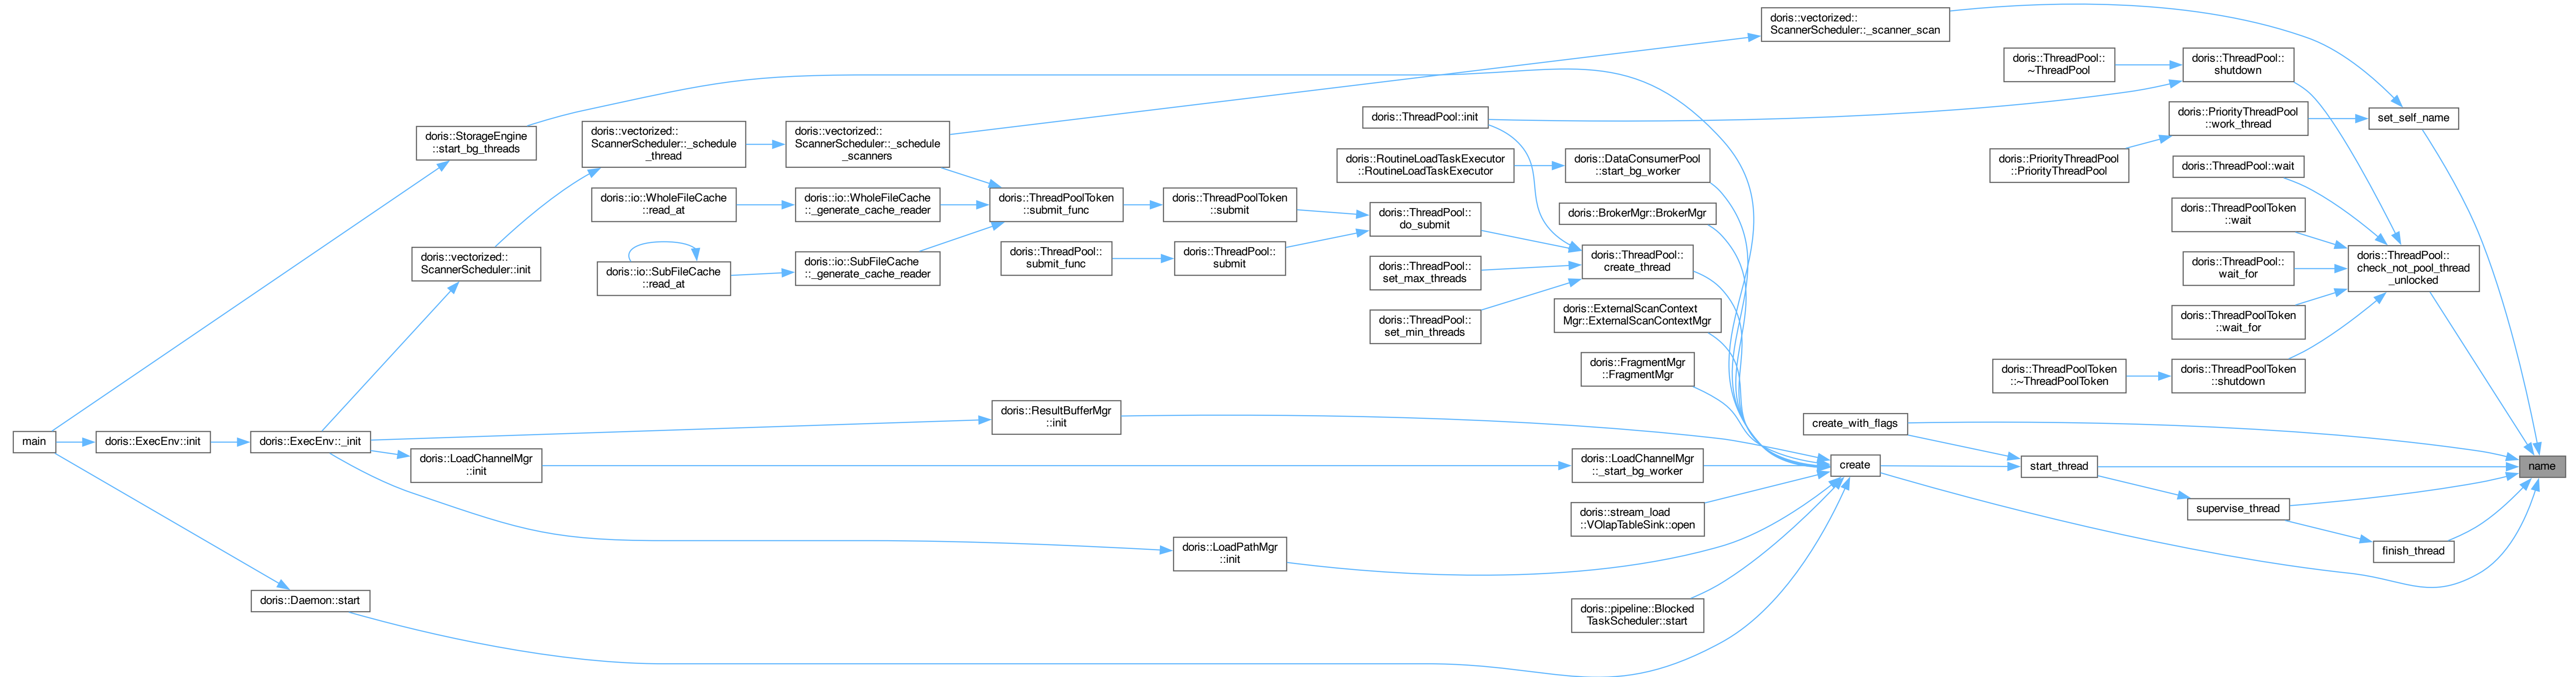 doris::vectorized::
ScannerScheduler::_scanner_scan
doris::ThreadPool::
~ThreadPool
doris::ThreadPool::
shutdown
doris::ThreadPool::init
doris::PriorityThreadPool
::work_thread
set_self_name
doris::StorageEngine
::start_bg_threads
doris::vectorized::
ScannerScheduler::_schedule
_thread
doris::vectorized::
ScannerScheduler::_schedule
_scanners
doris::RoutineLoadTaskExecutor
::RoutineLoadTaskExecutor
doris::DataConsumerPool
::start_bg_worker
doris::PriorityThreadPool
::PriorityThreadPool
doris::ThreadPool::wait
doris::io::WholeFileCache
::read_at
doris::io::WholeFileCache
::_generate_cache_reader
doris::ThreadPoolToken
::submit_func
doris::ThreadPoolToken
::submit
doris::ThreadPool::
do_submit
doris::BrokerMgr::BrokerMgr
doris::ThreadPoolToken
::wait
doris::vectorized::
ScannerScheduler::init
doris::io::SubFileCache
::read_at
doris::io::SubFileCache
::_generate_cache_reader
doris::ThreadPool::
submit_func
doris::ThreadPool::
submit
doris::ThreadPool::
set_max_threads
doris::ThreadPool::
create_thread
doris::ThreadPool::
wait_for
doris::ThreadPool::
check_not_pool_thread
_unlocked
doris::ThreadPool::
set_min_threads
doris::ExternalScanContext
Mgr::ExternalScanContextMgr
doris::ThreadPoolToken
::wait_for
doris::FragmentMgr
::FragmentMgr
doris::ThreadPoolToken
::~ThreadPoolToken
doris::ThreadPoolToken
::shutdown
main
doris::ExecEnv::init
doris::ExecEnv::_init
doris::ResultBufferMgr
::init
create_with_flags
doris::LoadChannelMgr
::init
doris::LoadChannelMgr
::_start_bg_worker
create
start_thread
name
doris::stream_load
::VOlapTableSink::open
supervise_thread
doris::LoadPathMgr
::init
finish_thread
doris::Daemon::start
doris::pipeline::Blocked
TaskScheduler::start